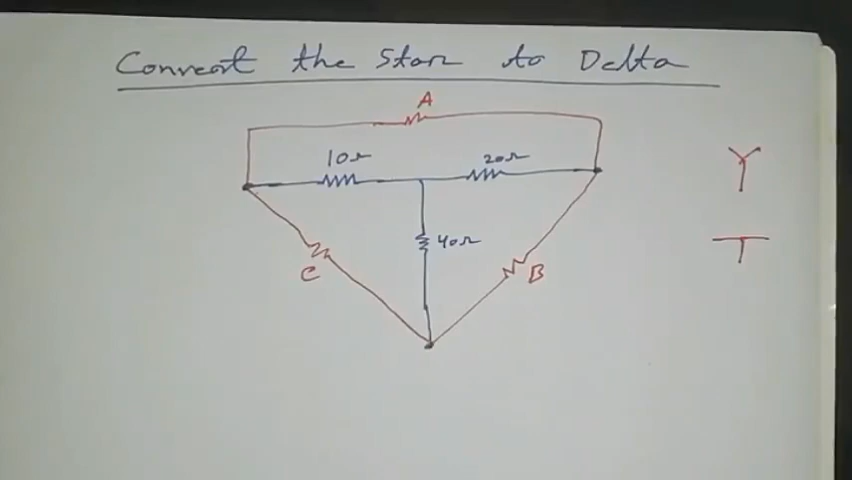 Convert the Star to Delta
A
10Ω 20Ω
Y
40Ω
T
C B